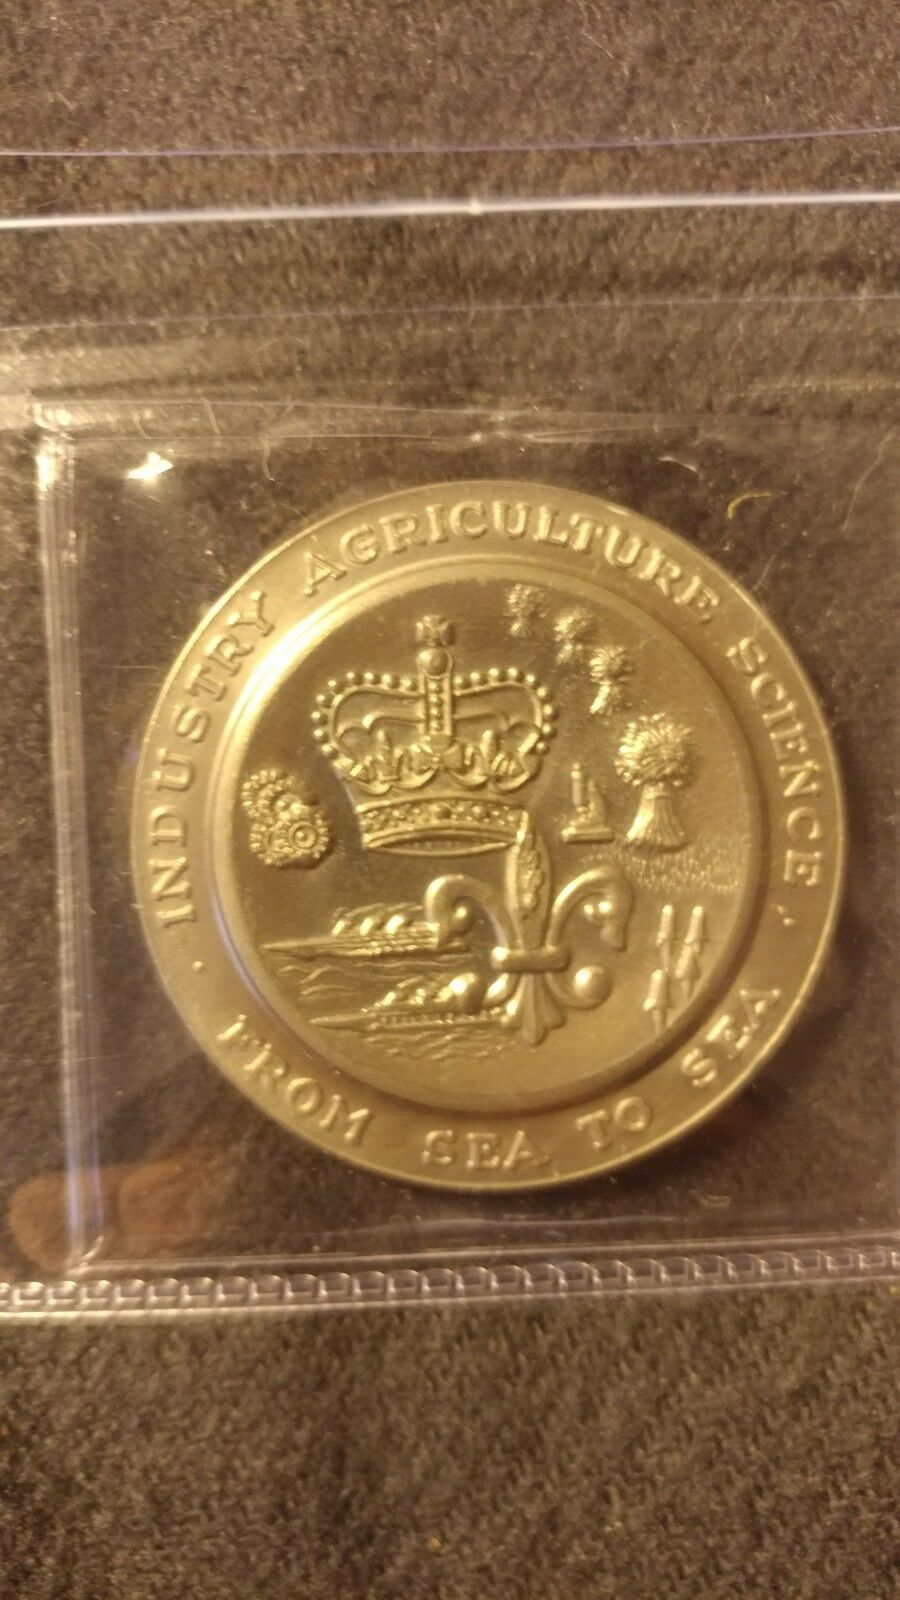 · INDUSTRY AGRICULTURE, SCIENCE,
FROM SEA TO SEA